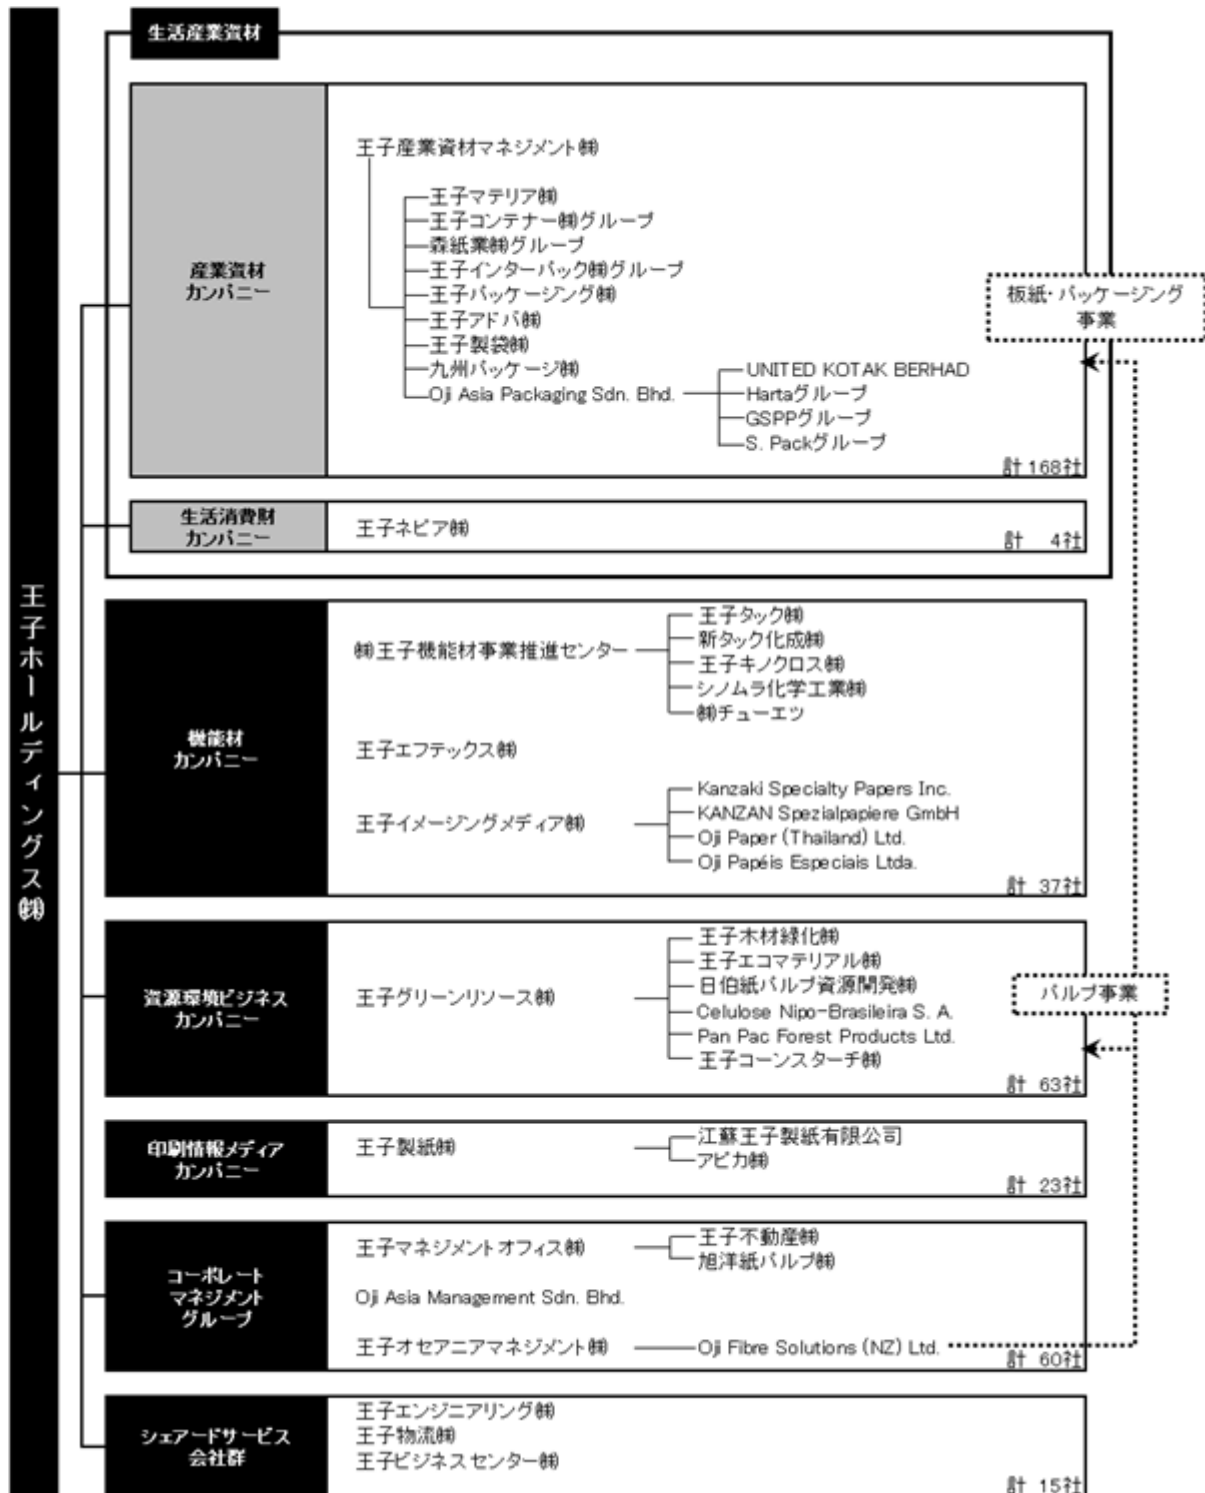 王子ホールディングス㈱
生活産業資材
産業資材
カンパニー
王子産業資材マネジメント㈱
王子マテリア㈱
王子コンテナー㈱グループ
森紙業㈱グループ
王子インターパック㈱グループ
王子パッケージング㈱
王子アドバ㈱
王子製袋㈱
九州パッケージ㈱
Oji Asia Packaging Sdn. Bhd.
UNITED KOTAK BERHAD
Hartaグループ
GSPPグループ
S. Packグループ
計 168社
板紙・パッケージング
事業
生活消費財
カンパニー
王子ネピア㈱
計 4社
機能材
カンパニー
㈱王子機能材事業推進センター
王子タック㈱
新タック化成㈱
王子キノクロス㈱
シノムラ化学工業㈱
㈱チューエツ
王子エフテックス㈱
王子イメージングメディア㈱
Kanzaki Specialty Papers Inc.
KANZAN Spezialpapiere GmbH
Oji Paper (Thailand) Ltd.
Oji Papéis Especiais Ltda.
計 37社
資源環境ビジネス
カンパニー
王子グリーンリソース㈱
王子木材緑化㈱
王子エコマテリアル㈱
日伯紙パルプ資源開発㈱
Celulose Nipo-Brasileira S. A.
Pan Pac Forest Products Ltd.
王子コーンスターチ㈱
計 63社
パルプ事業
印刷情報メディア
カンパニー
王子製紙㈱
江蘇王子製紙有限公司
アピカ㈱
計 23社
コーポレート
マネジメント
グループ
王子マネジメントオフィス㈱
王子不動産㈱
旭洋紙パルプ㈱
Oji Asia Management Sdn. Bhd.
王子オセアニアマネジメント㈱
Oji Fibre Solutions (NZ) Ltd.
計 60社
シェアードサービス
会社群
王子エンジニアリング㈱
王子物流㈱
王子ビジネスセンター㈱
計 15社